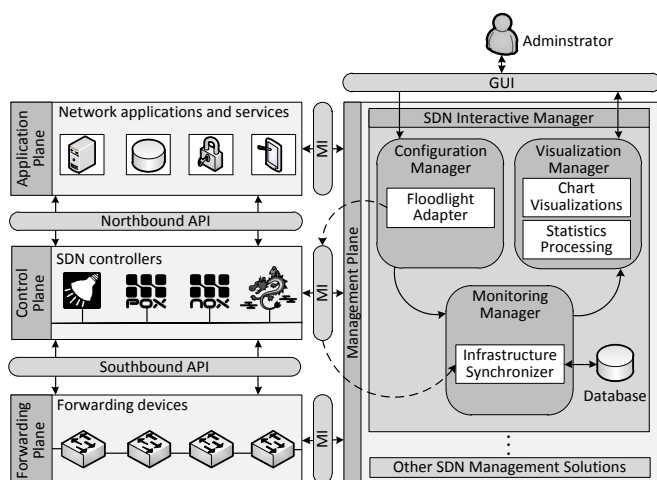 Adminstrator
GUI
Application
Plane
Network applications and services
MI
Northbound API
Control
Plane
SDN controllers
POX
NOX
MI
Southbound API
Forwarding
Plane
Forwarding devices
MI
Management Plane
SDN Interactive Manager
Configuration
Manager
Floodlight
Adapter
Visualization
Manager
Chart
Visualizations
Statistics
Processing
Monitoring
Manager
Infrastructure
Synchronizer
Database
Other SDN Management Solutions